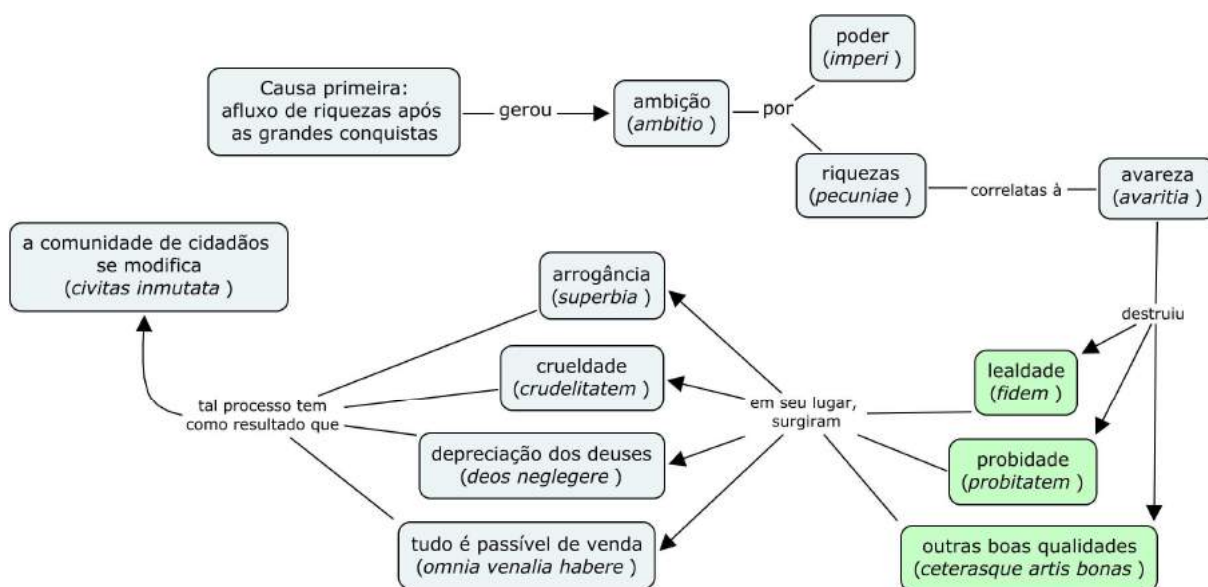 Causa primeira:
afluxo de riquezas após
as grandes conquistas
gerou
ambição
(ambitio )
por
poder
(imperi )
riquezas
(pecuniae )
correlatas à
avareza
(avaritia )
destruiu
lealdade
(fidem )
probidade
(probitatem )
outras boas qualidades
(ceterasque artis bonas )
em seu lugar,
surgiram
arrogância
(superbia )
crueldade
(crudelitatem )
depreciação dos deuses
(deos neglegere )
tudo é passível de venda
(omnia venalia habere )
tal processo tem
como resultado que
a comunidade de cidadãos
se modifica
(civitas inmutata )